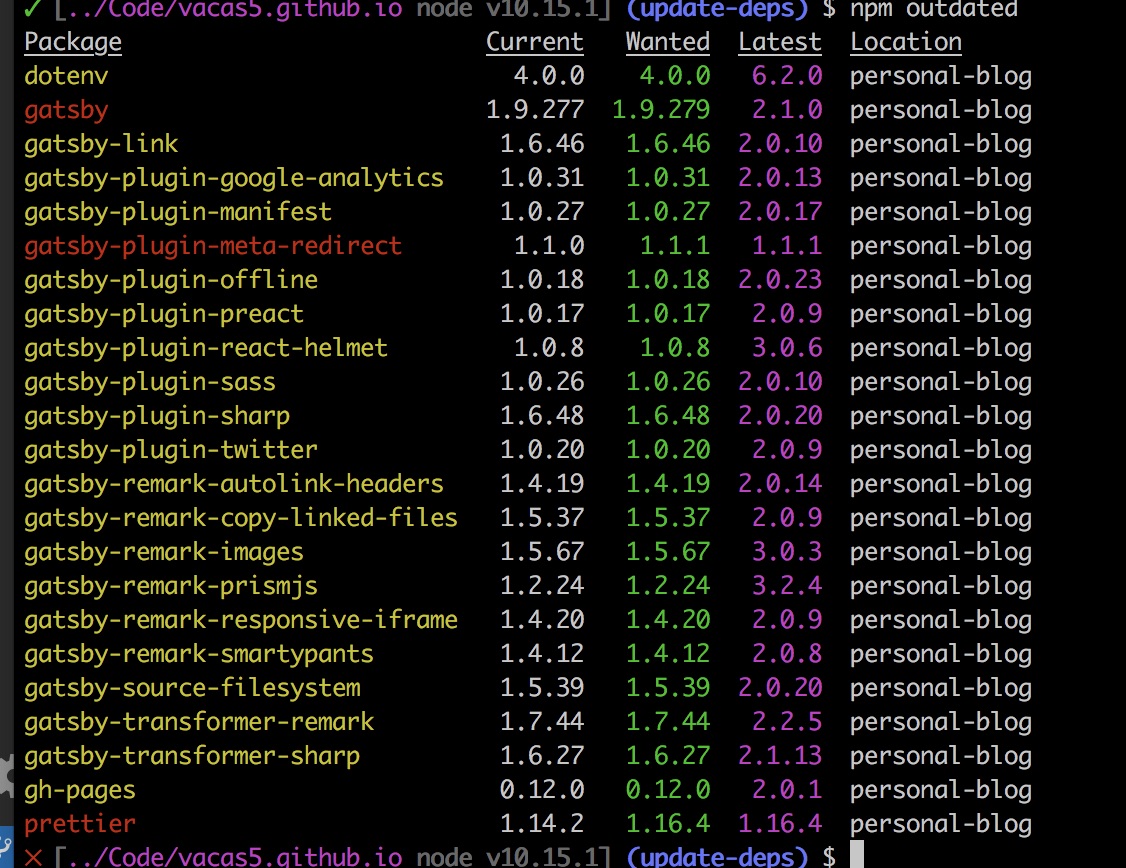 ✓ [../Code/vacas5.github.io node v10.15.1] (update-deps) $ npm outdated
Package Current Wanted Latest Location
dotenv 4.0.0 4.0.0 6.2.0 personal-blog
gatsby 1.9.277 1.9.279 2.1.0 personal-blog
gatsby-link 1.6.46 1.6.46 2.0.10 personal-blog
gatsby-plugin-google-analytics 1.0.31 1.0.31 2.0.13 personal-blog
gatsby-plugin-manifest 1.0.27 1.0.27 2.0.17 personal-blog
gatsby-plugin-meta-redirect 1.1.0 1.1.1 1.1.1 personal-blog
gatsby-plugin-offline 1.0.18 1.0.18 2.0.23 personal-blog
gatsby-plugin-preact 1.0.17 1.0.17 2.0.9 personal-blog
gatsby-plugin-react-helmet 1.0.8 1.0.8 3.0.6 personal-blog
gatsby-plugin-sass 1.0.26 1.0.26 2.0.10 personal-blog
gatsby-plugin-sharp 1.6.48 1.6.48 2.0.20 personal-blog
gatsby-plugin-twitter 1.0.20 1.0.20 2.0.9 personal-blog
gatsby-remark-autolink-headers 1.4.19 1.4.19 2.0.14 personal-blog
gatsby-remark-copy-linked-files 1.5.37 1.5.37 2.0.9 personal-blog
gatsby-remark-images 1.5.67 1.5.67 3.0.3 personal-blog
gatsby-remark-prismjs 1.2.24 1.2.24 3.2.4 personal-blog
gatsby-remark-responsive-iframe 1.4.20 1.4.20 2.0.9 personal-blog
gatsby-remark-smartypants 1.4.12 1.4.12 2.0.8 personal-blog
gatsby-source-filesystem 1.5.39 1.5.39 2.0.20 personal-blog
gatsby-transformer-remark 1.7.44 1.7.44 2.2.5 personal-blog
gatsby-transformer-sharp 1.6.27 1.6.27 2.1.13 personal-blog
gh-pages 0.12.0 0.12.0 2.0.1 personal-blog
prettier 1.14.2 1.16.4 1.16.4 personal-blog
✗ [../Code/vacas5.github.io node v10.15.1] (update-deps) $